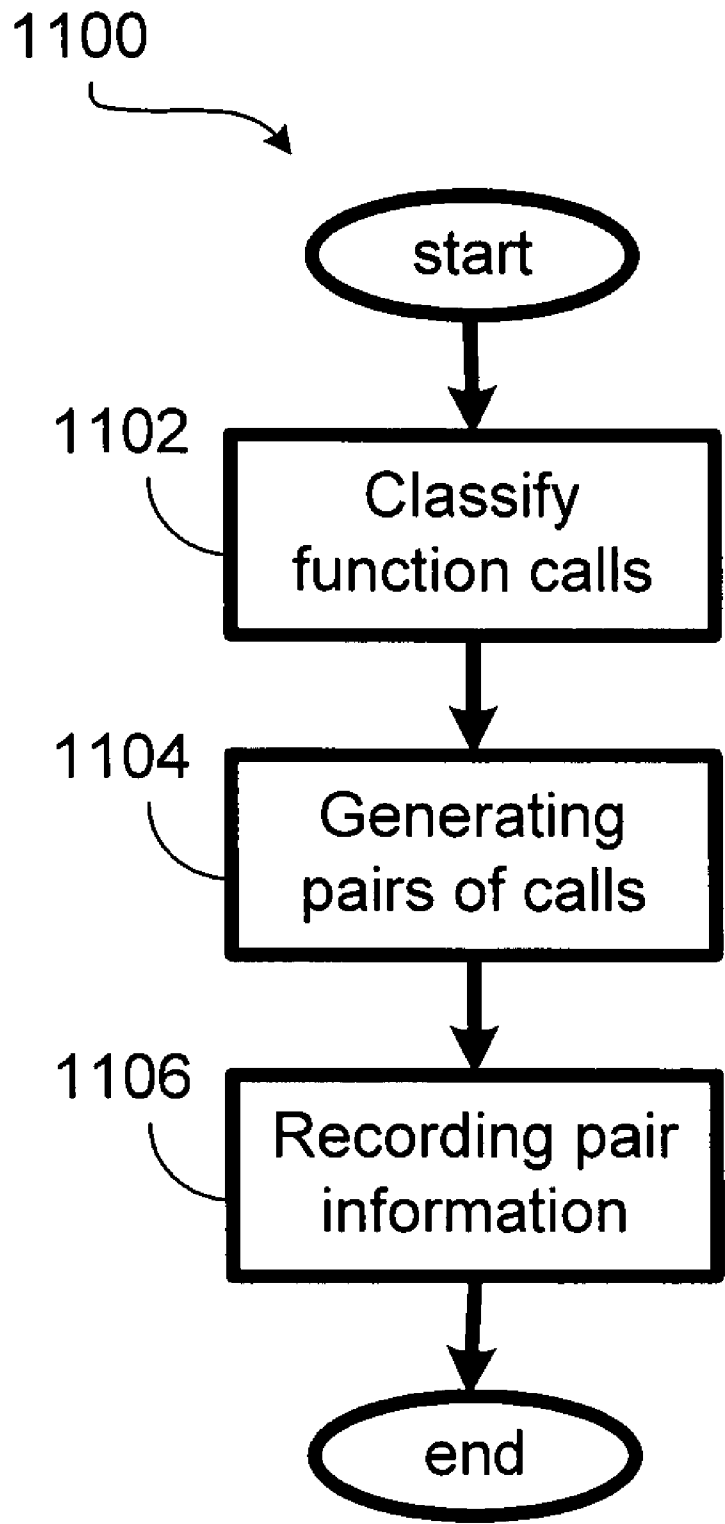 1100
start
1102
Classify
function calls
1104
Generating
pairs of calls
1106
Recording pair
information
end